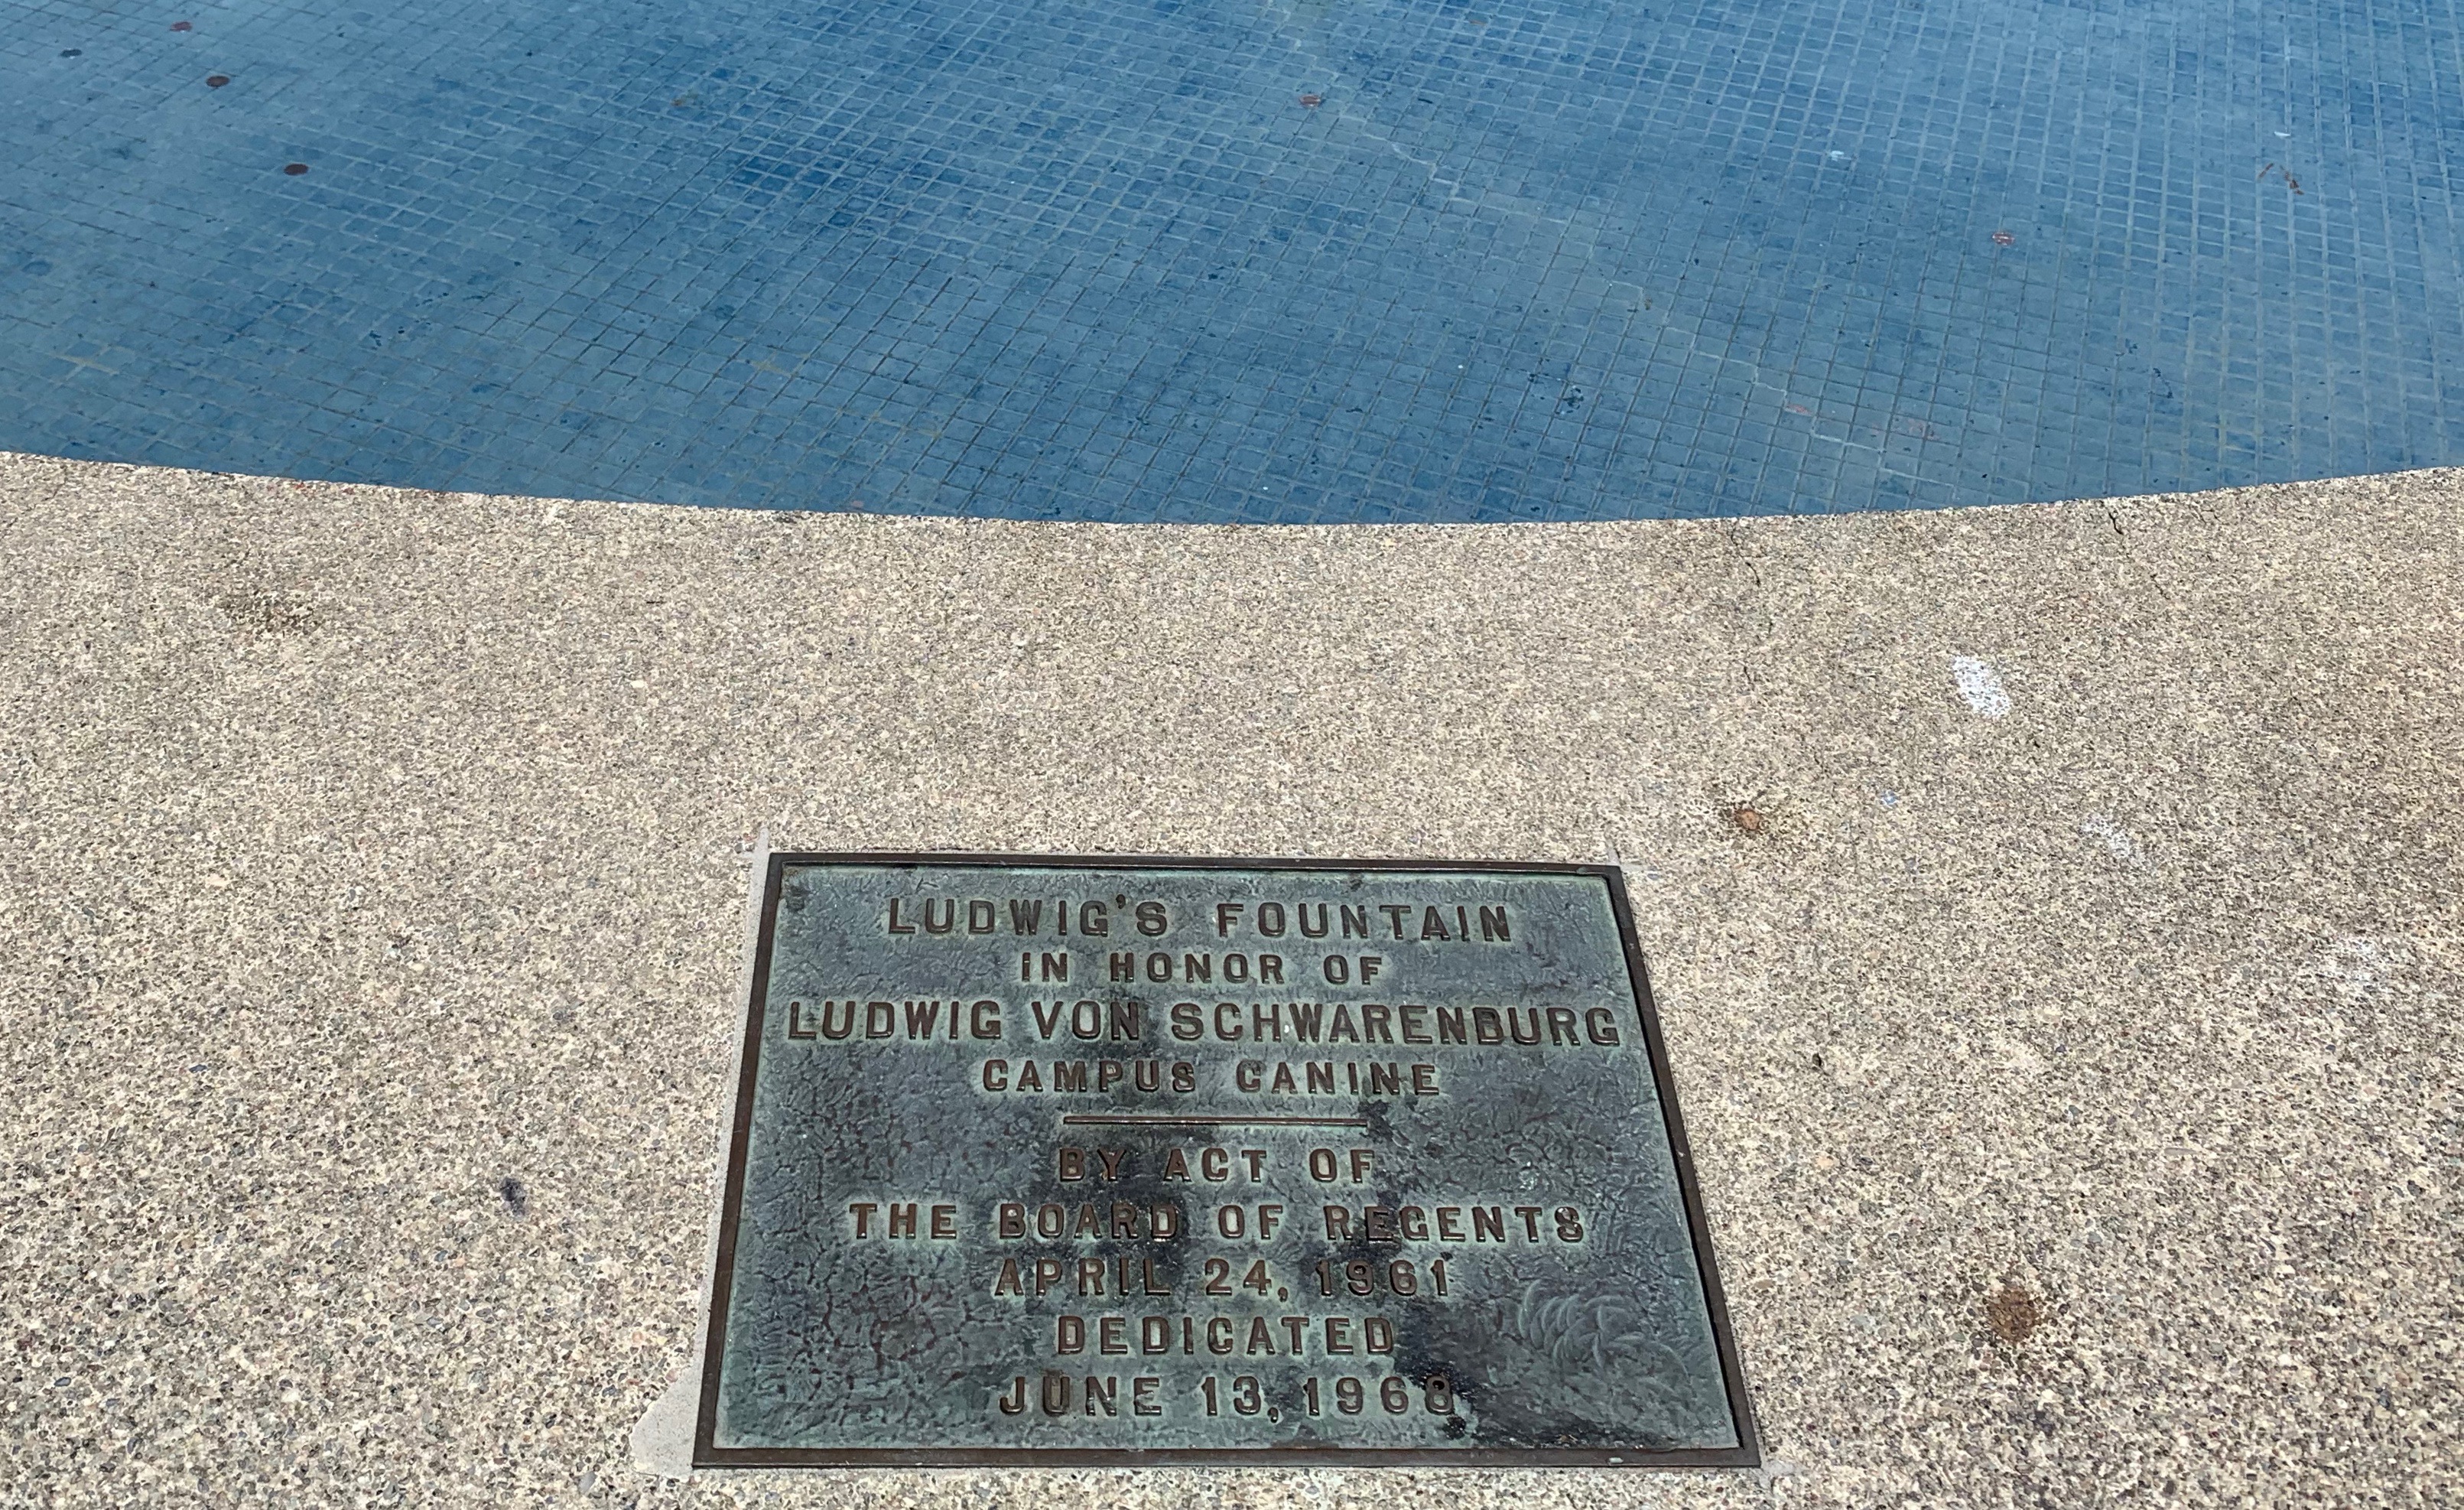 LUDWIG'S FOUNTAIN
IN HONOR OF
LUDWIG VON SCHWARENBURG
CAMPUS CANINE
BY ACT OF
THE BOARD OF REGENTS
APRIL 24, 1961
DEDICATED
JUNE 13, 1968